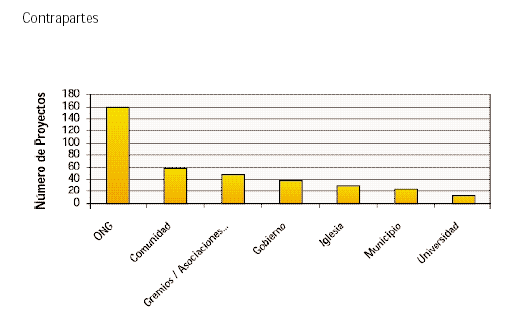 Contrapartes
Número de Proyectos
180
160
140
120
100
80
60
40
20
0
ONG
Comunidad
Gremios / Asociaciones...
Gobierno
Iglesia
Municipio
Universidad